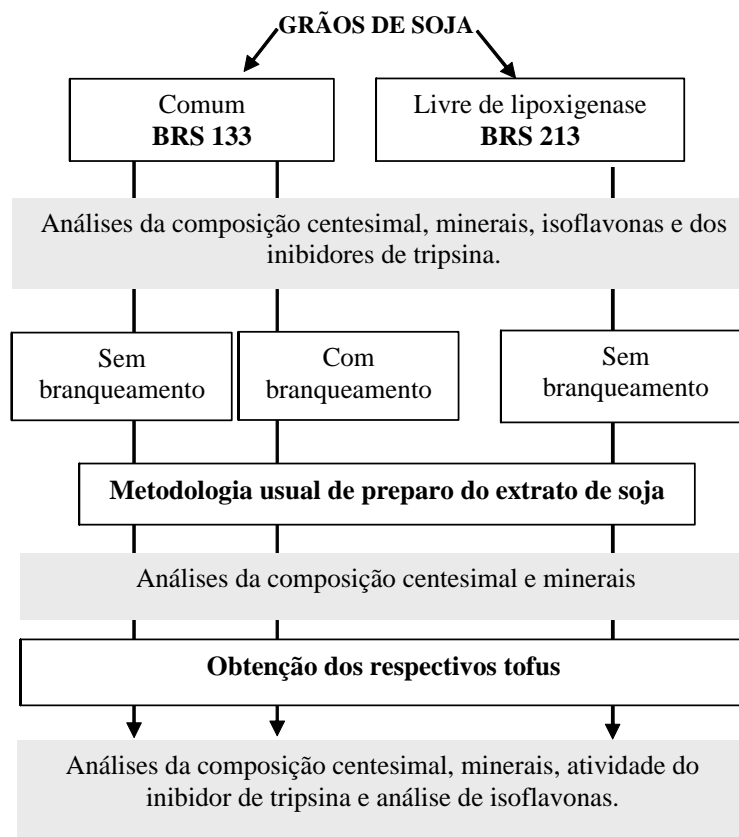 GRÃOS DE SOJA
Comum
BRS 133
Livre de lipoxigenase
BRS 213
Análises da composição centesimal, minerais, isoflavonas e dos
inibidores de tripsina.
Sem
branqueamento
Com
branqueamento
Sem
branqueamento
Metodologia usual de preparo do extrato de soja
Análises da composição centesimal e minerais
Obtenção dos respectivos tofus
Análises da composição centesimal, minerais, atividade do
inibidor de tripsina e análise de isoflavonas.